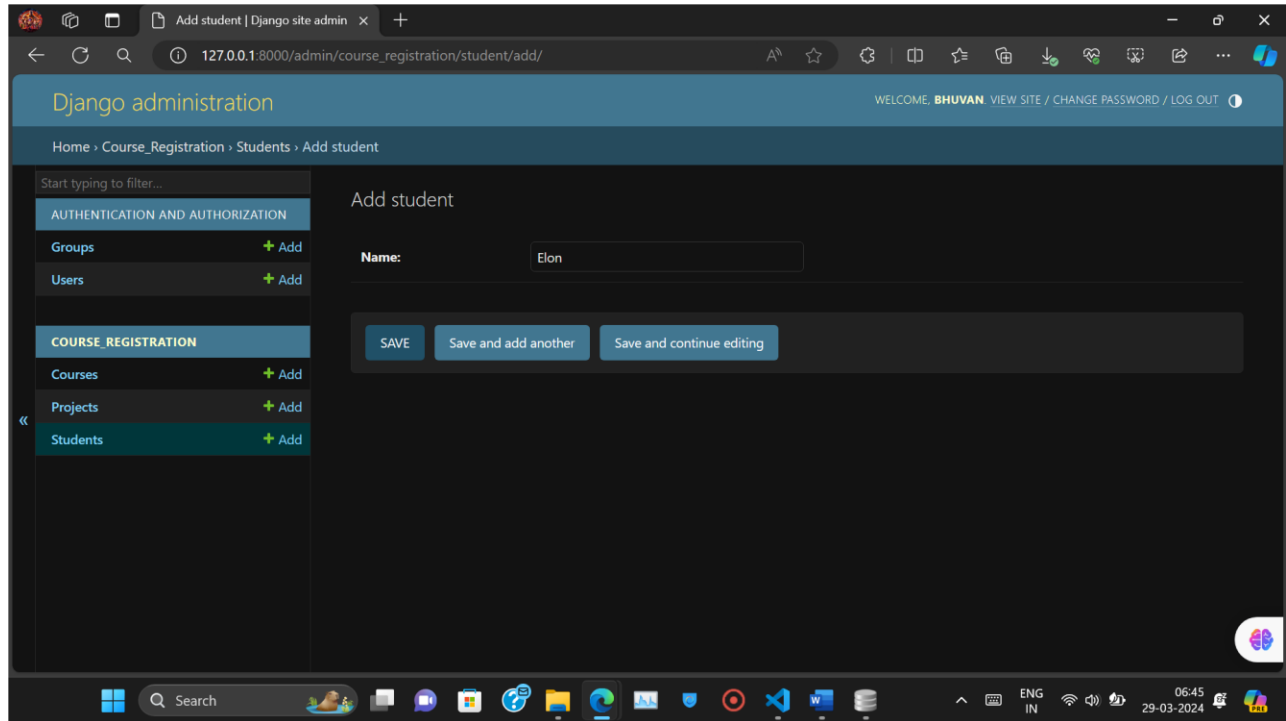 Add student | Django site admin
127.0.0.1:8000/admin/course_registration/student/add/
Django administration
WELCOME, BHUVAN. VIEW SITE / CHANGE PASSWORD / LOG OUT
Home › Course_Registration › Students › Add student
Start typing to filter...
AUTHENTICATION AND AUTHORIZATION
Groups + Add
Users + Add
COURSE_REGISTRATION
Courses + Add
Projects + Add
Students + Add
«
Add student
Name: Elon
SAVE Save and add another Save and continue editing
Search
ENG
IN
06:45
29-03-2024
PRE